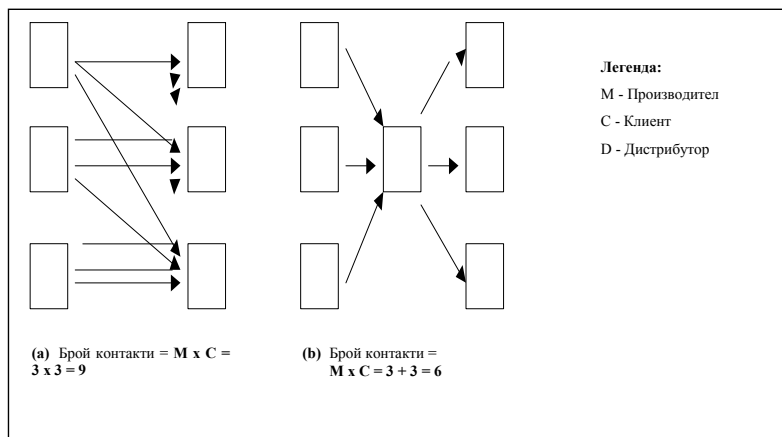 Легенда:
M - Производител
C - Клиент
D - Дистрибутор
(a) Брой контакти = M x C =
3 x 3 = 9
(b) Брой контакти =
M x C = 3 + 3 = 6